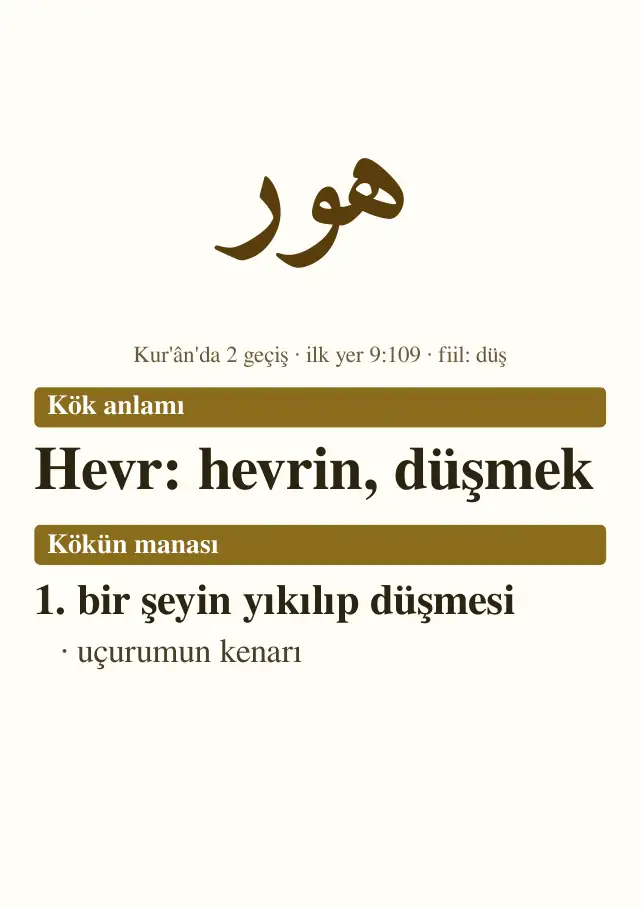 هور
Kur'ân'da 2 geçiş · ilk yer 9:109 · fiil: düş
Kök anlamı
Hevr: hevrin, düşmek
Kökün manası
1. bir şeyin yıkılıp düşmesi
· uçurumun kenarı